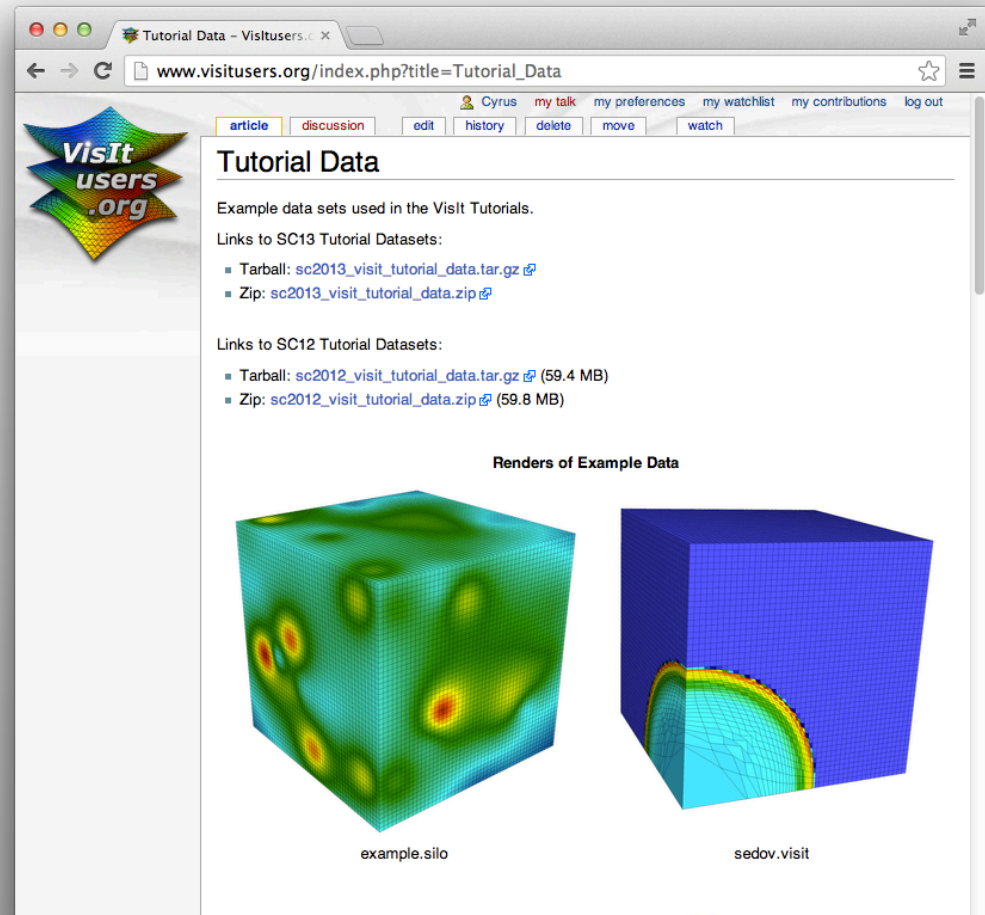 Tutorial Data – VisItusers.c
www.visitusers.org/index.php?title=Tutorial_Data
Cyrus my talk my preferences my watchlist my contributions log out
article discussion edit history delete move watch
VisIt
users
.org
Tutorial Data
Example data sets used in the VisIt Tutorials.
Links to SC13 Tutorial Datasets:
Tarball: sc2013_visit_tutorial_data.tar.gz
Zip: sc2013_visit_tutorial_data.zip
Links to SC12 Tutorial Datasets:
Tarball: sc2012_visit_tutorial_data.tar.gz (59.4 MB)
Zip: sc2012_visit_tutorial_data.zip (59.8 MB)
Renders of Example Data
example.silo sedov.visit